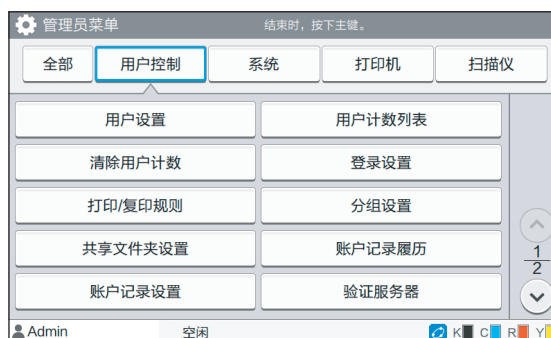 管理员菜单 结束时，按下主键。
全部 用户控制 系统 打印机 扫描仪
用户设置 用户计数列表
清除用户计数 登录设置
打印/复印规则 分组设置
共享文件夹设置 账户记录履历
1
账户记录设置 验证服务器
2
Admin 空闲 K C R Y